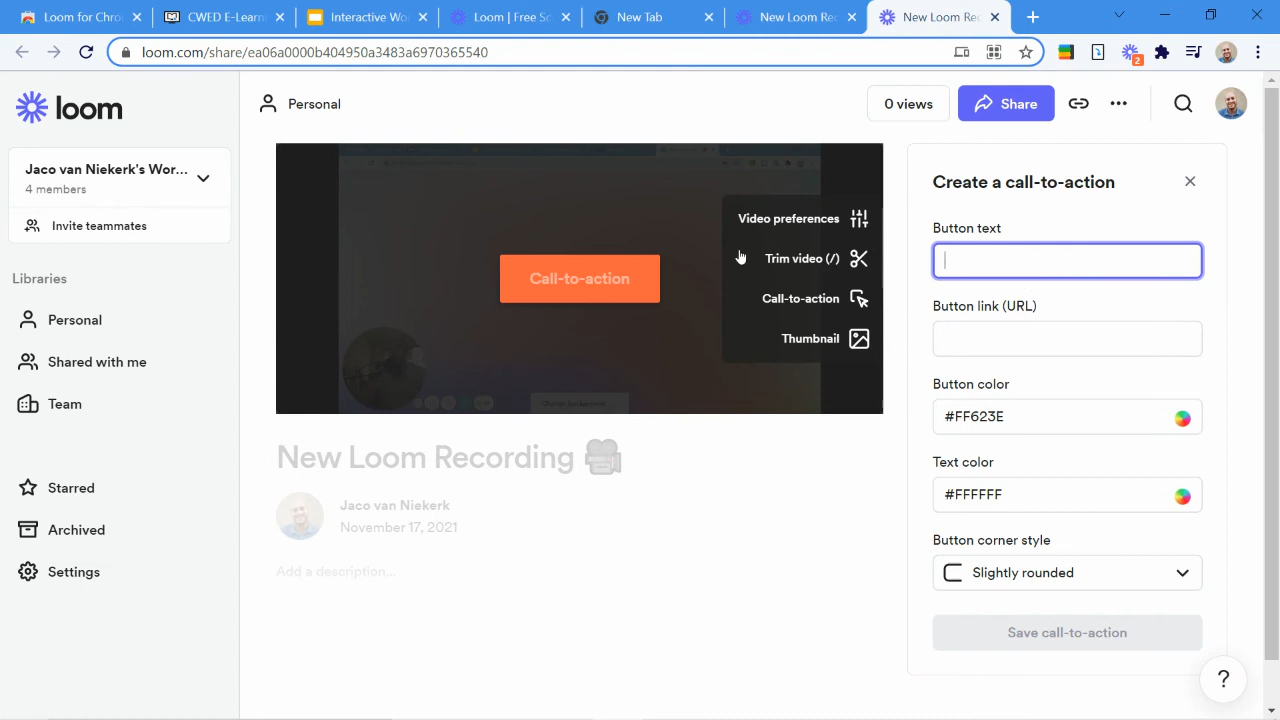 Loom for Chro
CWED E-Learni
Interactive Wo
Loom | Free Sc
New Tab
New Loom Rec
New Loom Rec
loom.com/share/ea06a0000b404950a3483a6970365540
2
loom
Personal
0 views
Share
Jaco van Niekerk's Wor...
4 members
Invite teammates
Libraries
Personal
Shared with me
Team
Starred
Archived
Settings
Video preferences
Trim video (/)
Call-to-action
Thumbnail
Call-to-action
New Loom Recording
Jaco van Niekerk
November 17, 2021
Add a description...
Create a call-to-action
Button text
Button link (URL)
Button color
#FF623E
Text color
#FFFFFF
Button corner style
Slightly rounded
Save call-to-action
?